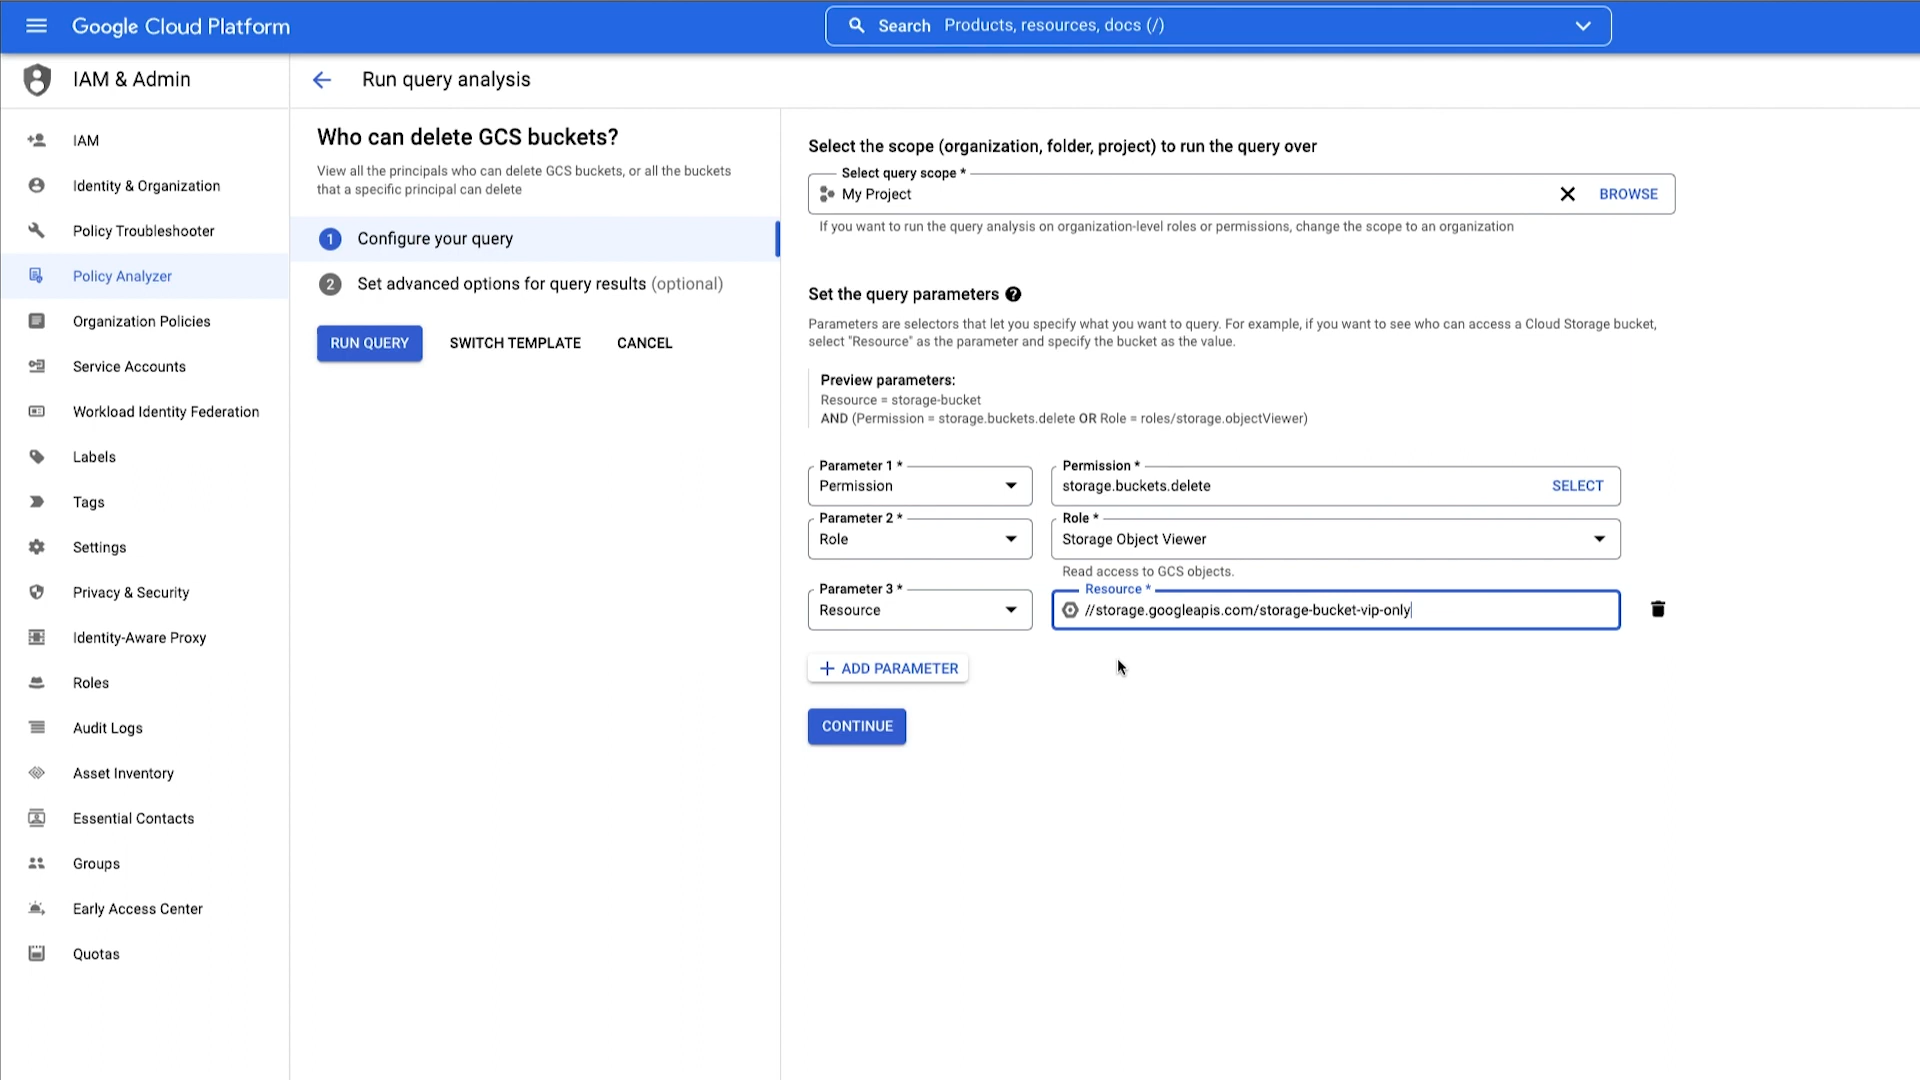 Google Cloud Platform
Search Products, resources, docs (/)
IAM & Admin
Run query analysis
IAM
Identity & Organization
Policy Troubleshooter
Policy Analyzer
Organization Policies
Service Accounts
Workload Identity Federation
Labels
Tags
Settings
Privacy & Security
Identity-Aware Proxy
Roles
Audit Logs
Asset Inventory
Essential Contacts
Groups
Early Access Center
Quotas
Who can delete GCS buckets?
View all the principals who can delete GCS buckets, or all the buckets
that a specific principal can delete
1 Configure your query
2 Set advanced options for query results (optional)
RUN QUERY SWITCH TEMPLATE CANCEL
Select the scope (organization, folder, project) to run the query over
Select query scope *
My Project BROWSE
If you want to run the query analysis on organization-level roles or permissions, change the scope to an organization
Set the query parameters ?
Parameters are selectors that let you specify what you want to query. For example, if you want to see who can access a Cloud Storage bucket,
select "Resource" as the parameter and specify the bucket as the value.
Preview parameters:
Resource = storage-bucket
AND (Permission = storage.buckets.delete OR Role = roles/storage.objectViewer)
Parameter 1 * Permission *
Permission storage.buckets.delete SELECT
Parameter 2 * Role *
Role Storage Object Viewer
Read access to GCS objects.
Parameter 3 * Resource *
Resource //storage.googleapis.com/storage-bucket-vip-only
+ ADD PARAMETER
CONTINUE